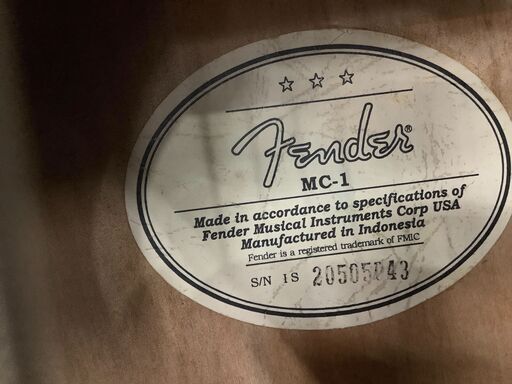 Fender®
MC-1
Made in accordance to specifications of
Fender Musical Instruments Corp USA
Manufactured in Indonesia
Fender is a registered trademark of FMIC
S/N IS